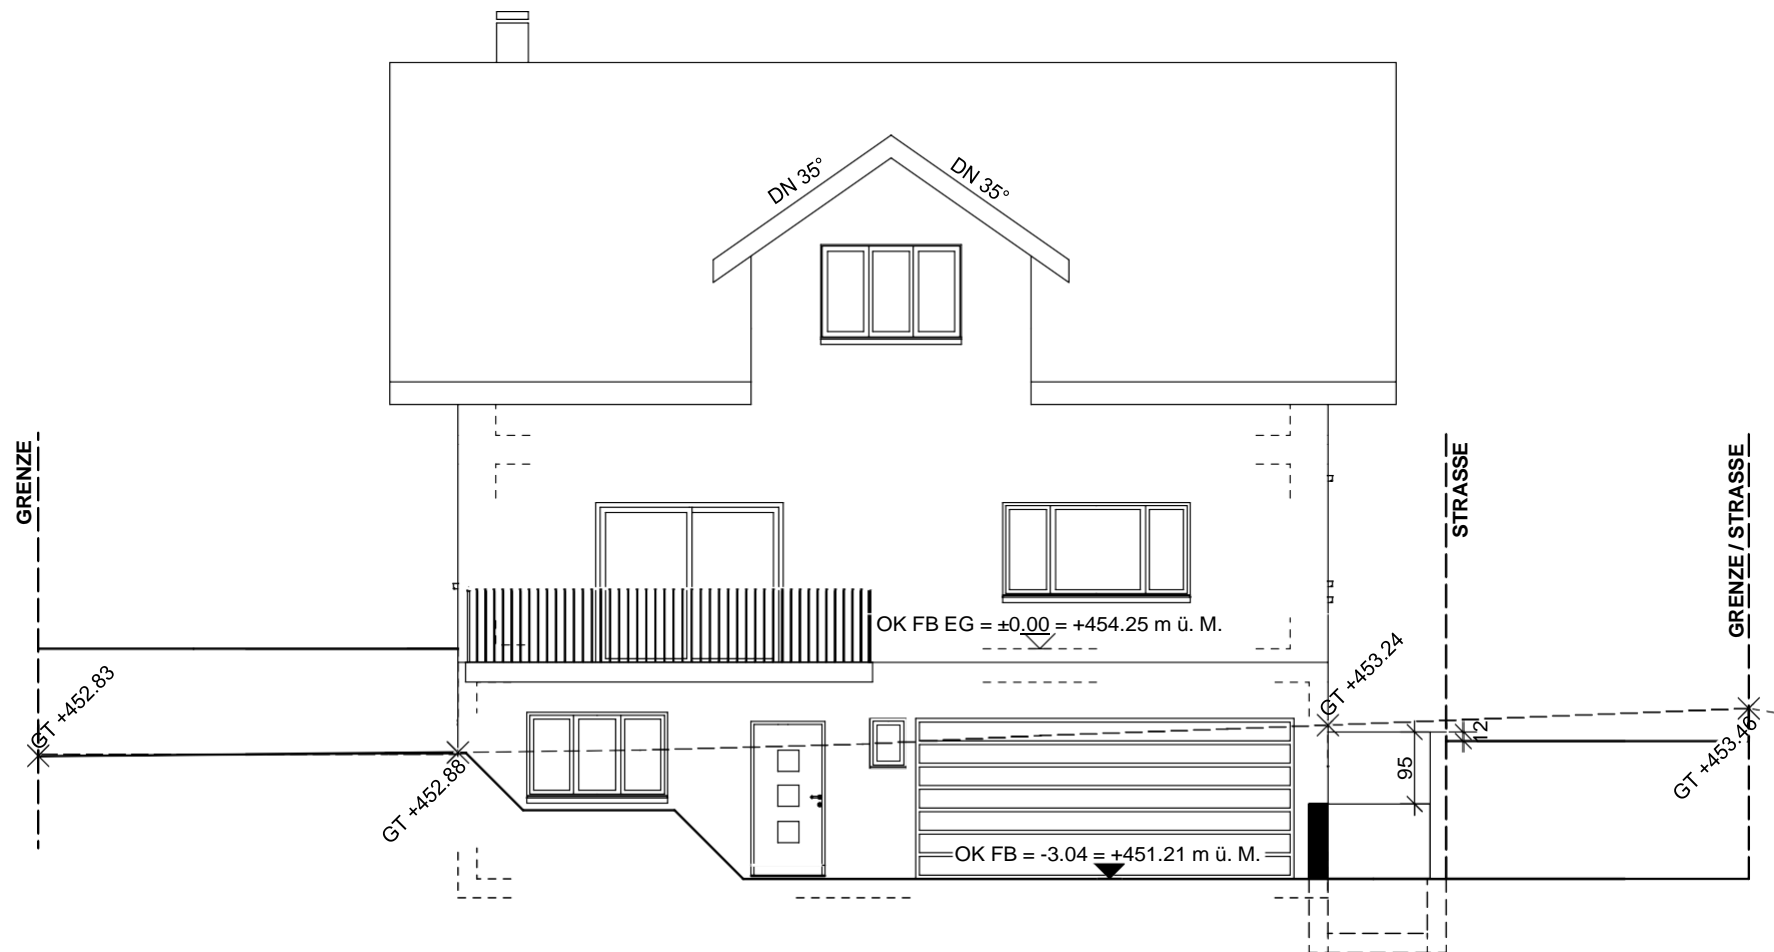 DN 35°
DN 35°
GRENZE
STRASSE
GRENZE / STRASSE
OK FB EG = ±0.00 = +454.25 m ü. M.
GT +452.83
GT +453.24
12
GT +453.46
95
GT +452.88
OK FB = -3.04 = +451.21 m ü. M.